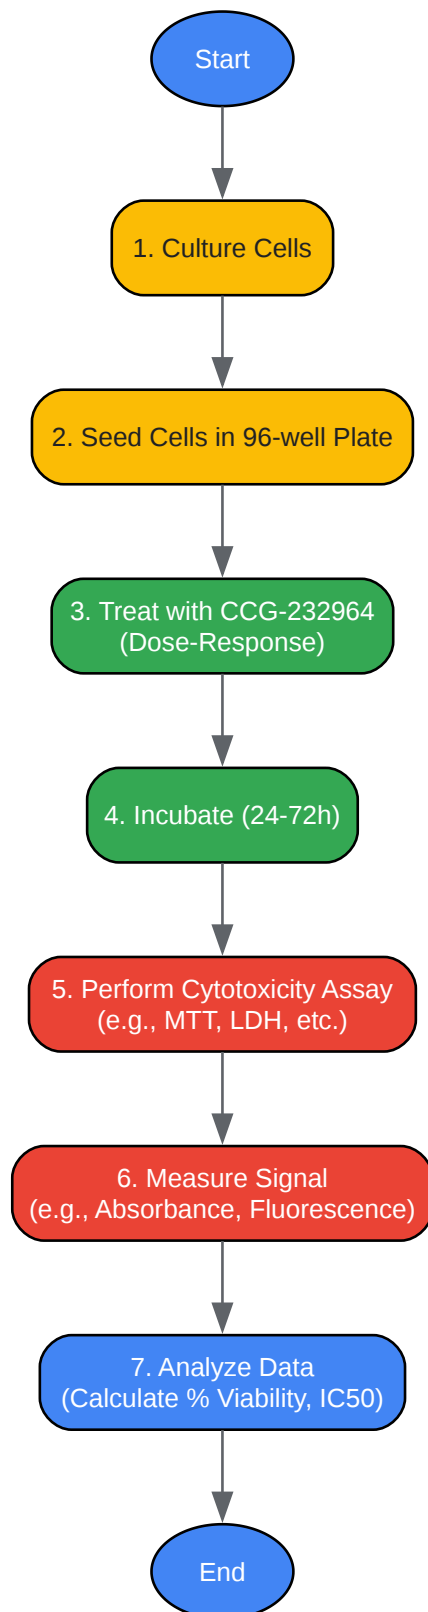 Start
1. Culture Cells
2. Seed Cells in 96-well Plate
3. Treat with CCG-232964
(Dose-Response)
4. Incubate (24-72h)
5. Perform Cytotoxicity Assay
(e.g., MTT, LDH, etc.)
6. Measure Signal
(e.g., Absorbance, Fluorescence)
7. Analyze Data
(Calculate % Viability, IC50)
End